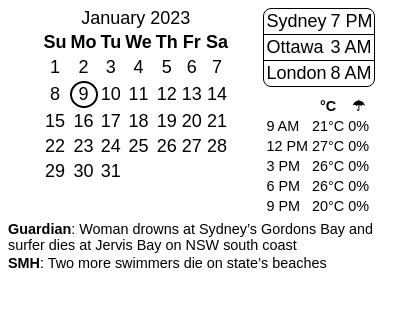 January 2023
Su Mo Tu We Th Fr Sa
1 2 3 4 5 6 7
8 9 10 11 12 13 14
15 16 17 18 19 20 21
22 23 24 25 26 27 28
29 30 31
Sydney 7 PM
Ottawa 3 AM
London 8 AM
°C ☂
9 AM 21°C 0%
12 PM 27°C 0%
3 PM 26°C 0%
6 PM 26°C 0%
9 PM 20°C 0%
Guardian: Woman drowns at Sydney’s Gordons Bay and
surfer dies at Jervis Bay on NSW south coast
SMH: Two more swimmers die on state’s beaches